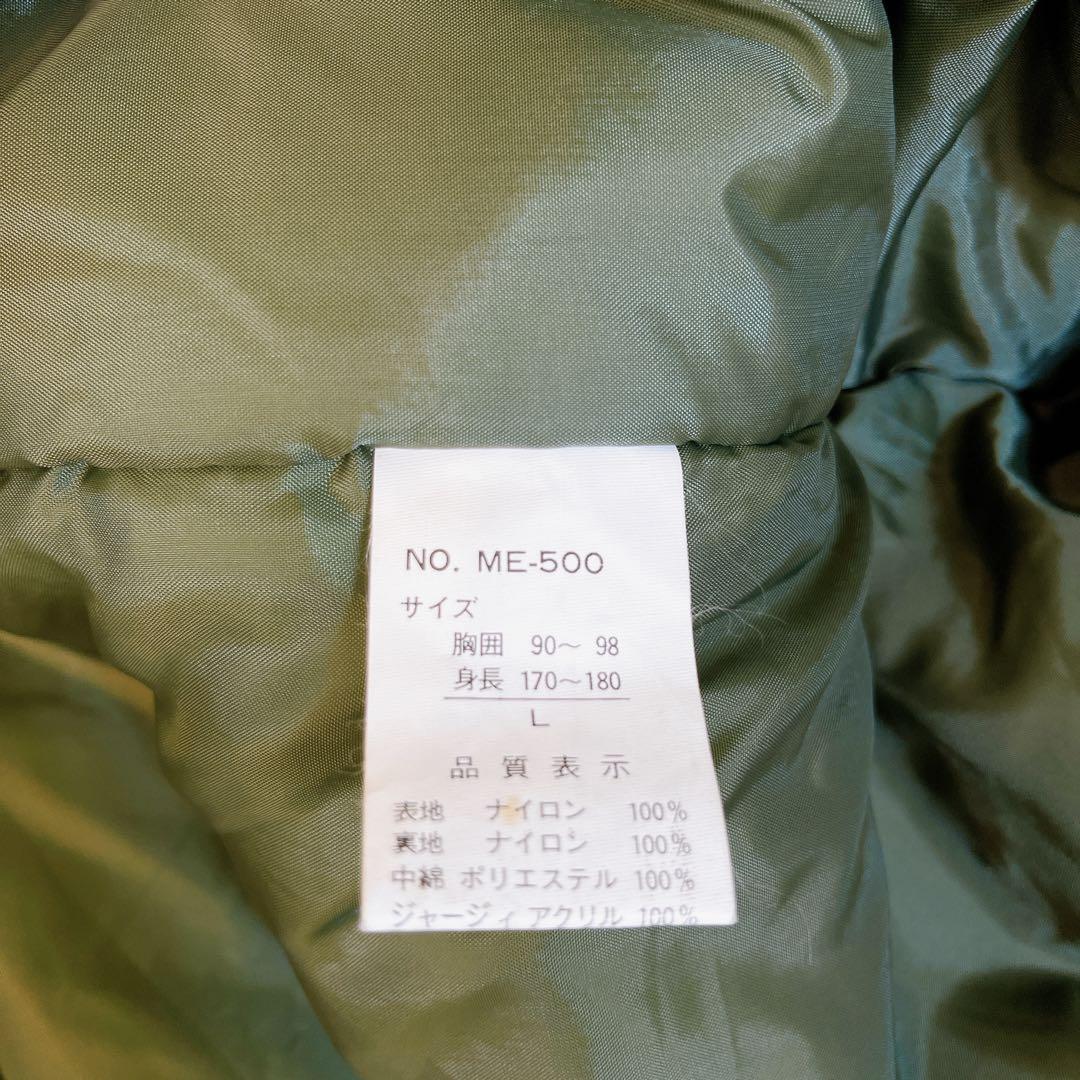 NO. ME-500
サイズ
胸囲 90〜 98
身長 170〜180
L
品質表示
表地 ナイロン 100%
裏地 ナイロン 100%
中綿 ポリエステル 100%
ジャージィ アクリル 100%